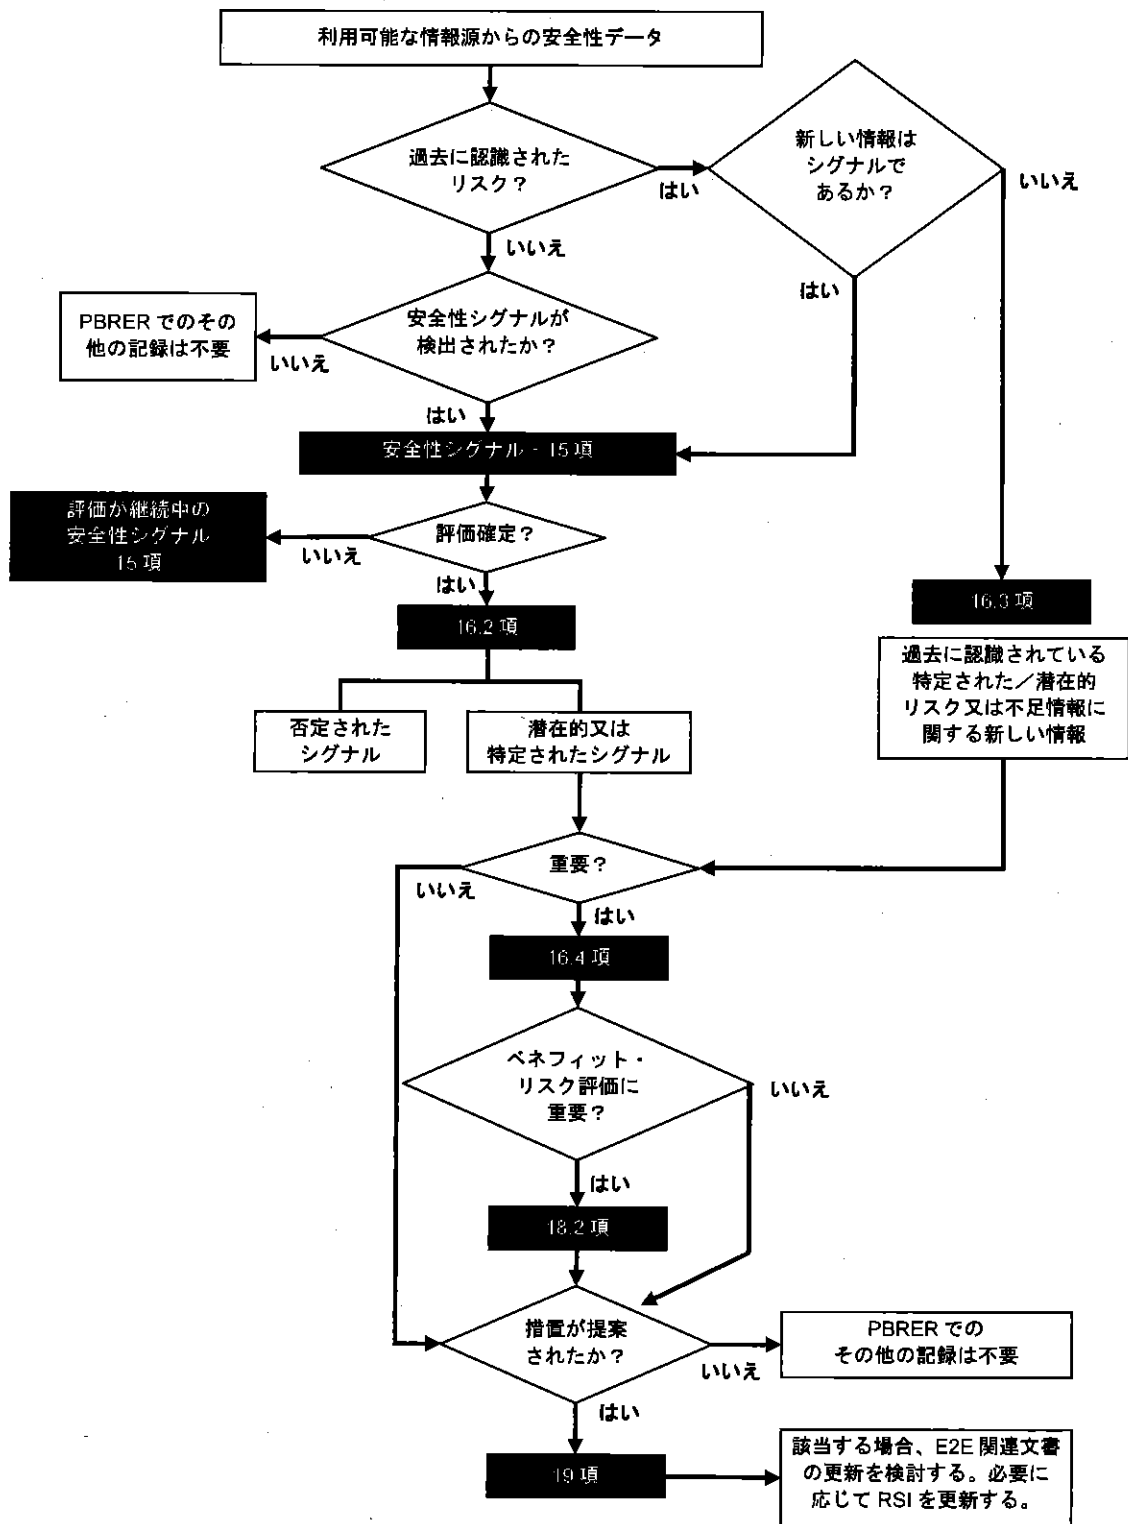 利用可能な情報源からの安全性データ
過去に認識された
リスク？
はい
新しい情報は
シグナルで
あるか？
いいえ
いいえ
はい
安全性シグナルが
検出されたか？
いいえ
PBRER でのその
他の記録は不要
はい
安全性シグナル - 15 項
評価が継続中の
安全性シグナル
15 項
評価確定？
いいえ
はい
16.2 項
16.3 項
過去に認識されている
特定された／潜在的
リスク又は不足情報に
関する新しい情報
否定された
シグナル
潜在的又は
特定されたシグナル
重要？
いいえ
はい
16.4 項
ベネフィット・
リスク評価に
重要？
いいえ
はい
18.2 項
措置が提案
されたか？
いいえ
PBRER での
その他の記録は不要
はい
19 項
該当する場合、E2E 関連文書
の更新を検討する。必要に
応じて RSI を更新する。